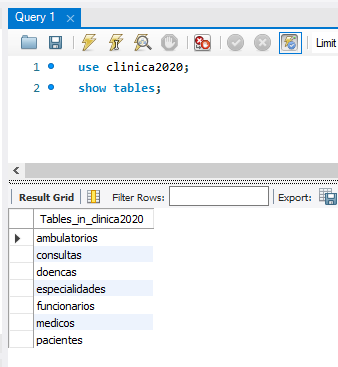 Query 1
Limit
1 use clinica2020;
2 show tables;
Result Grid Filter Rows: Export:
Tables_in_clinica2020
ambulatorios
consultas
doencas
especialidades
funcionarios
medicos
pacientes